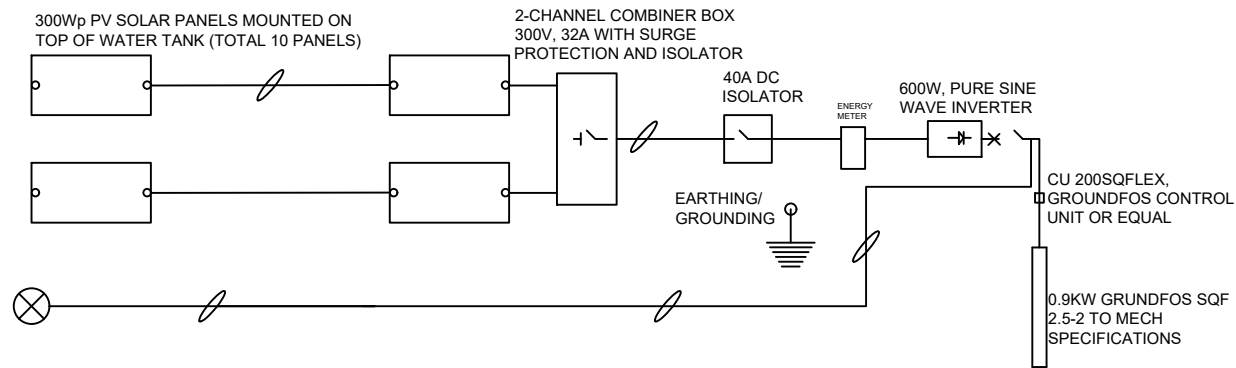 300Wp PV SOLAR PANELS MOUNTED ON
TOP OF WATER TANK (TOTAL 10 PANELS)
2-CHANNEL COMBINER BOX
300V, 32A WITH SURGE
PROTECTION AND ISOLATOR
40A DC
ISOLATOR
ENERGY
METER
600W, PURE SINE
WAVE INVERTER
EARTHING/
GROUNDING
CU 200SQFLEX,
GROUNDFOS CONTROL
UNIT OR EQUAL
0.9KW GRUNDFOS SQF
2.5-2 TO MECH
SPECIFICATIONS